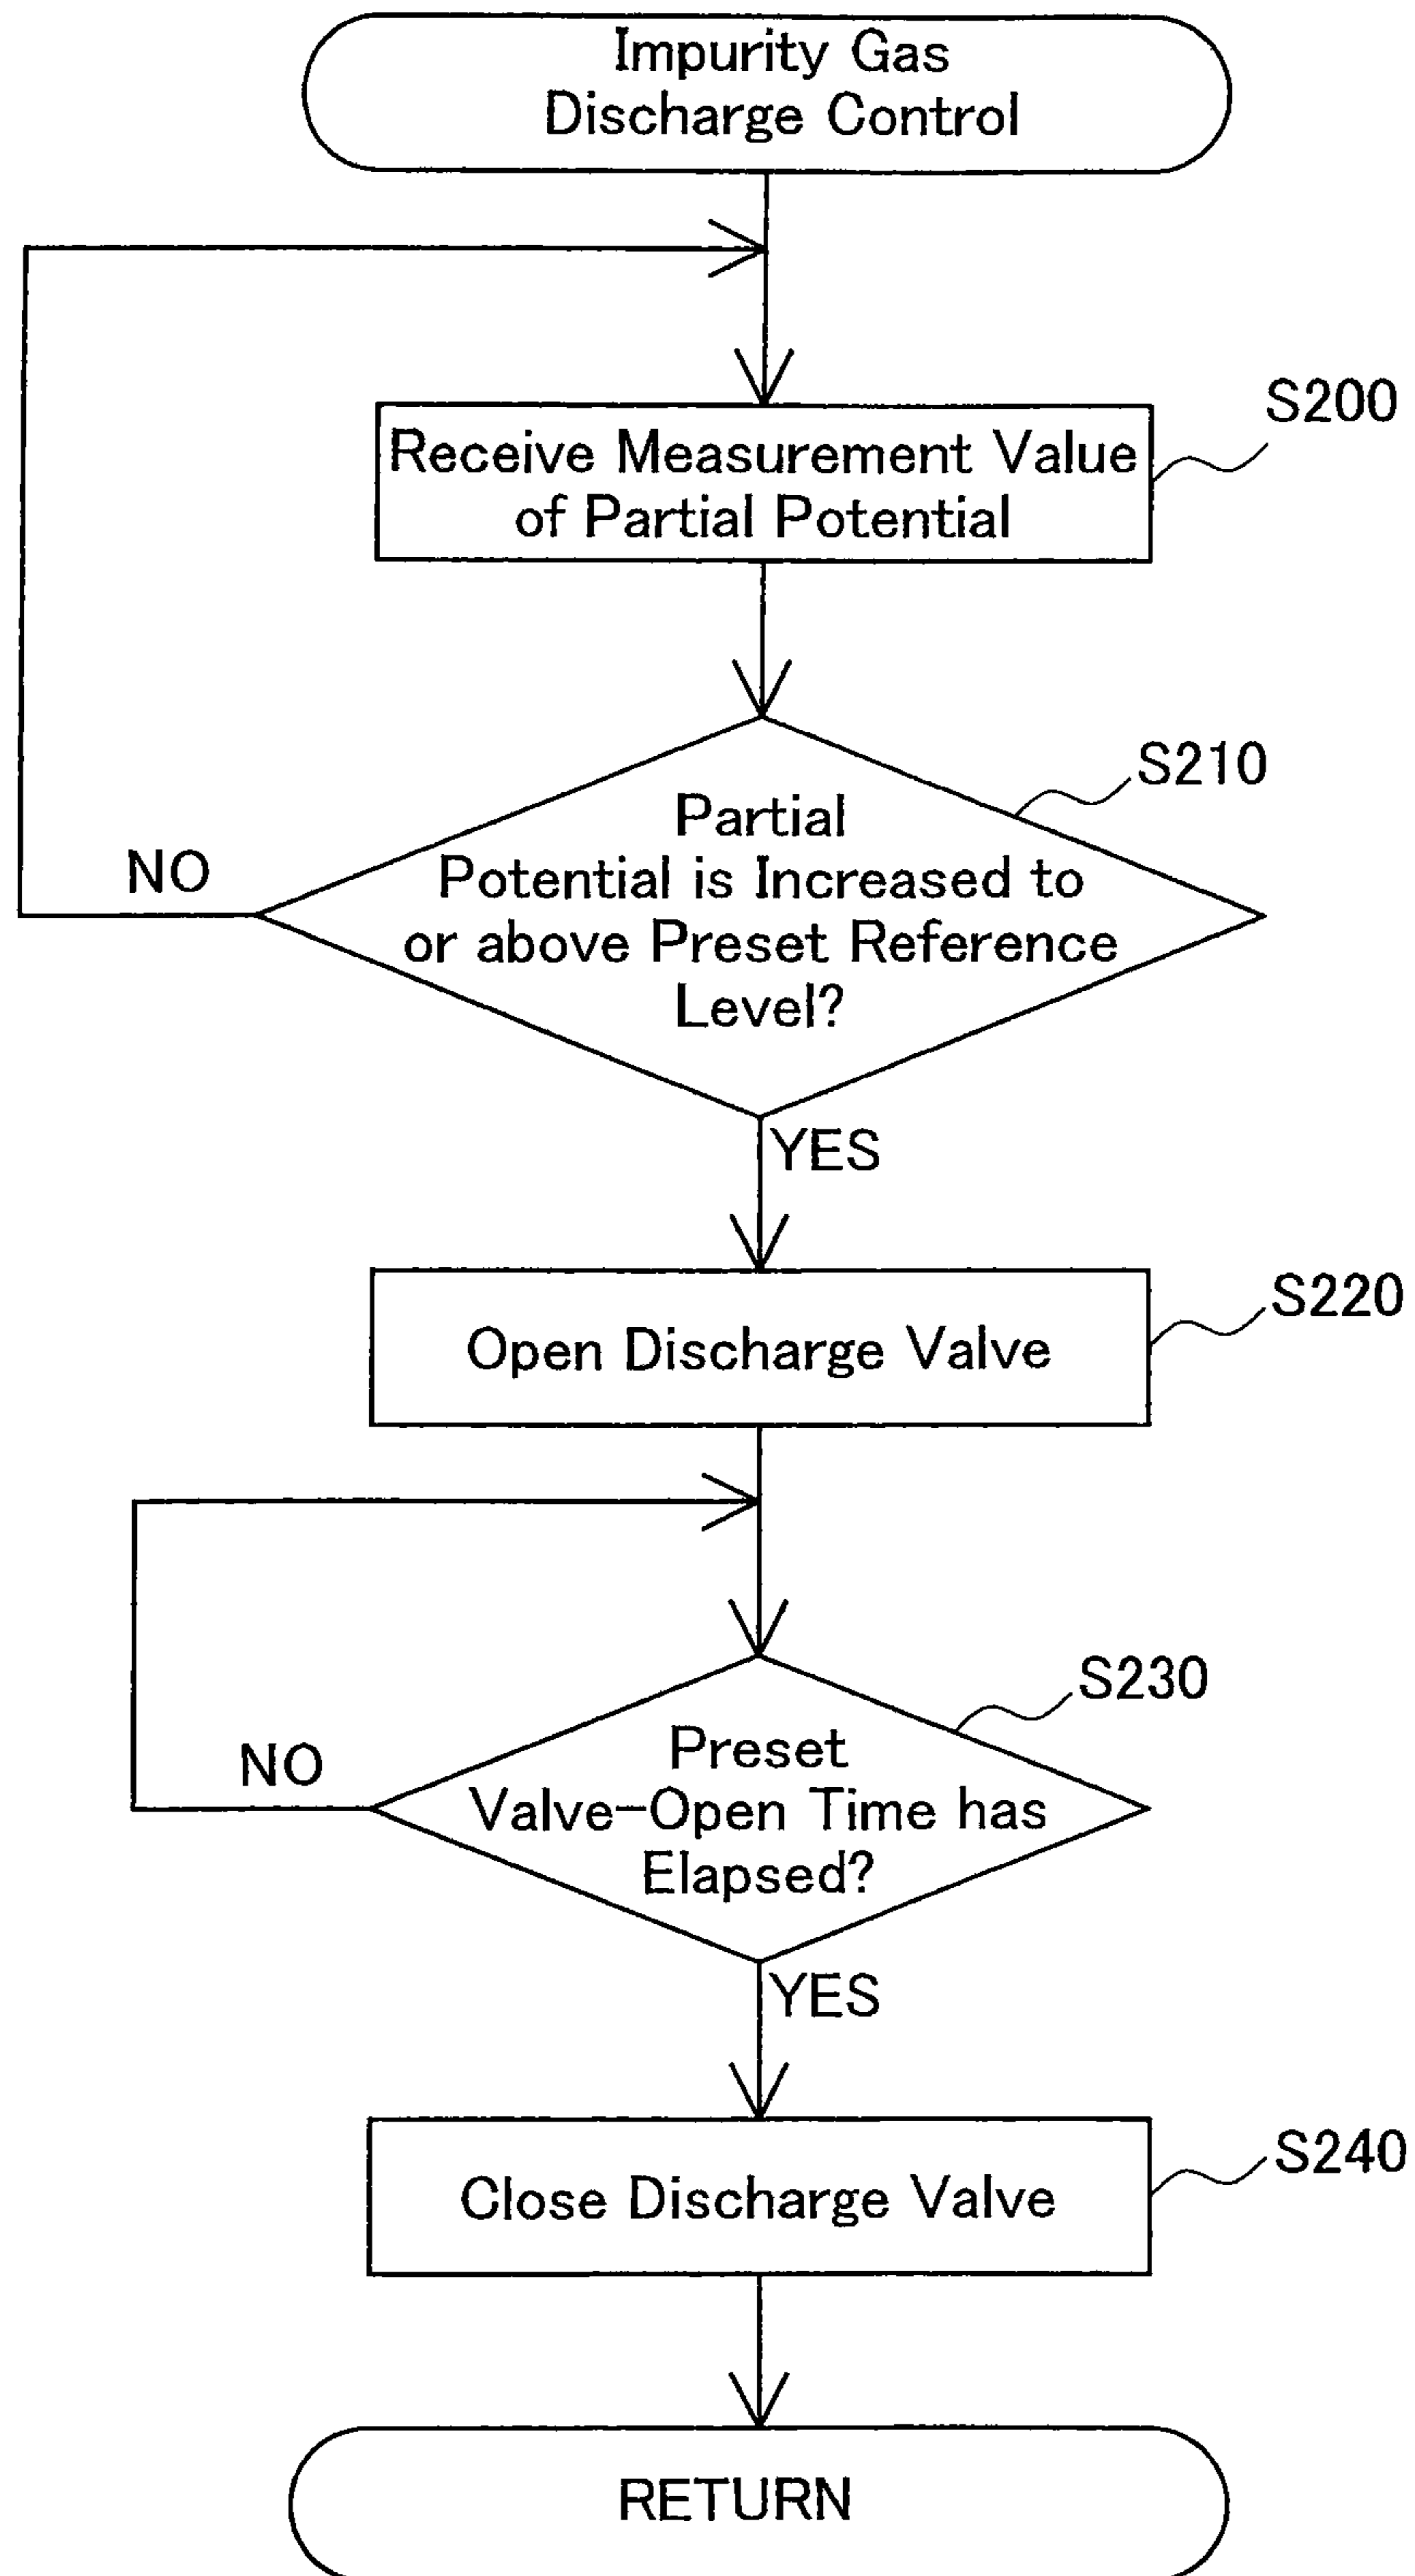 Impurity Gas
Discharge Control
S200
Receive Measurement Value
of Partial Potential
S210
Partial
Potential is Increased to
or above Preset Reference
Level?
NO
YES
S220
Open Discharge Valve
S230
Preset
Valve-Open Time has
Elapsed?
NO
YES
S240
Close Discharge Valve
RETURN